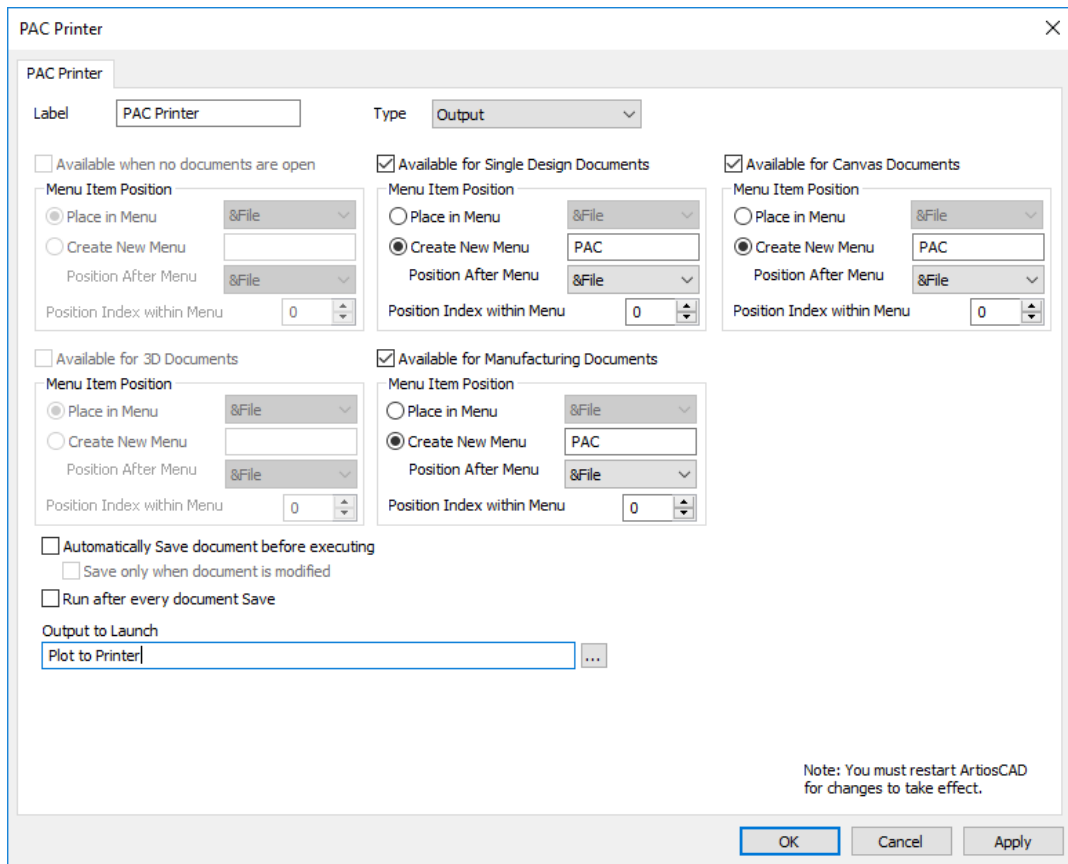 PAC Printer
PAC Printer
Label PAC Printer Type Output
Available when no documents are open
Menu Item Position
Place in Menu &File
Create New Menu
Position After Menu &File
Position Index within Menu 0
Available for Single Design Documents
Menu Item Position
Place in Menu &File
Create New Menu PAC
Position After Menu &File
Position Index within Menu 0
Available for Canvas Documents
Menu Item Position
Place in Menu &File
Create New Menu PAC
Position After Menu &File
Position Index within Menu 0
Available for 3D Documents
Menu Item Position
Place in Menu &File
Create New Menu
Position After Menu &File
Position Index within Menu 0
Available for Manufacturing Documents
Menu Item Position
Place in Menu &File
Create New Menu PAC
Position After Menu &File
Position Index within Menu 0
Automatically Save document before executing
Save only when document is modified
Run after every document Save
Output to Launch
Plot to Printer ...
Note: You must restart ArtiosCAD
for changes to take effect.
OK Cancel Apply